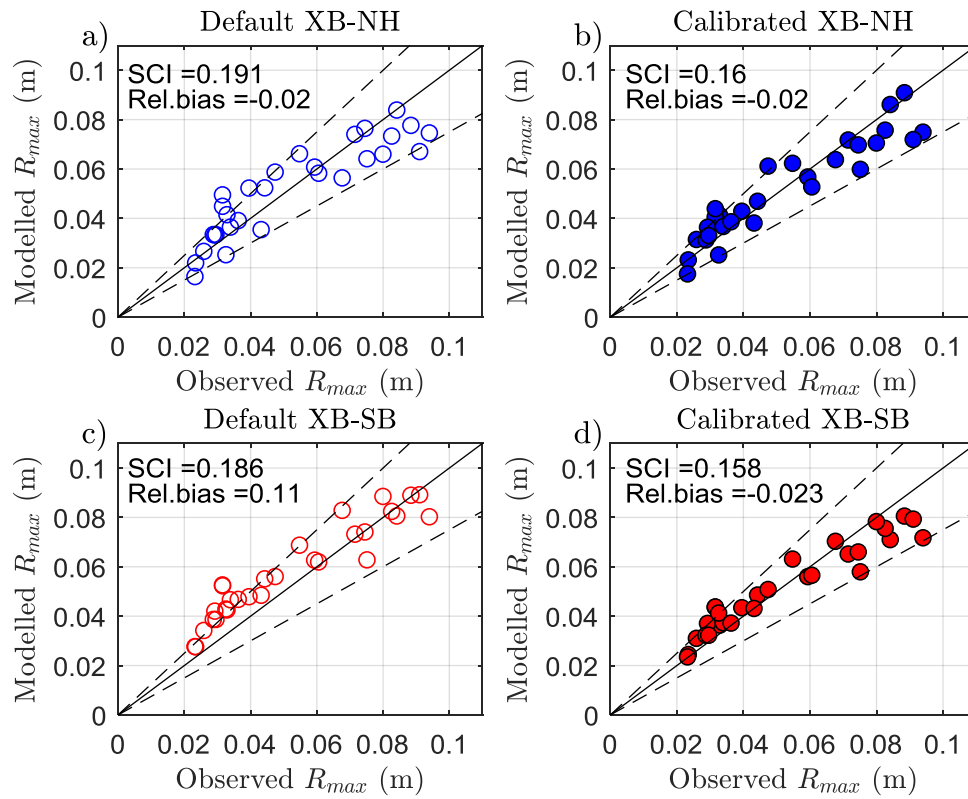 Default XB-NH
a)
SCI =0.191
Rel.bias =-0.02
0.1
0.08
0.06
0.04
0.02
0
Modelled R_max (m)
0 0.02 0.04 0.06 0.08 0.1
Observed R_max (m)
Calibrated XB-NH
b)
SCI =0.16
Rel.bias =-0.02
0.1
0.08
0.06
0.04
0.02
0
Modelled R_max (m)
0 0.02 0.04 0.06 0.08 0.1
Observed R_max (m)
Default XB-SB
c)
SCI =0.186
Rel.bias =0.11
0.1
0.08
0.06
0.04
0.02
0
Modelled R_max (m)
0 0.02 0.04 0.06 0.08 0.1
Observed R_max (m)
Calibrated XB-SB
d)
SCI =0.158
Rel.bias =-0.023
0.1
0.08
0.06
0.04
0.02
0
Modelled R_max (m)
0 0.02 0.04 0.06 0.08 0.1
Observed R_max (m)